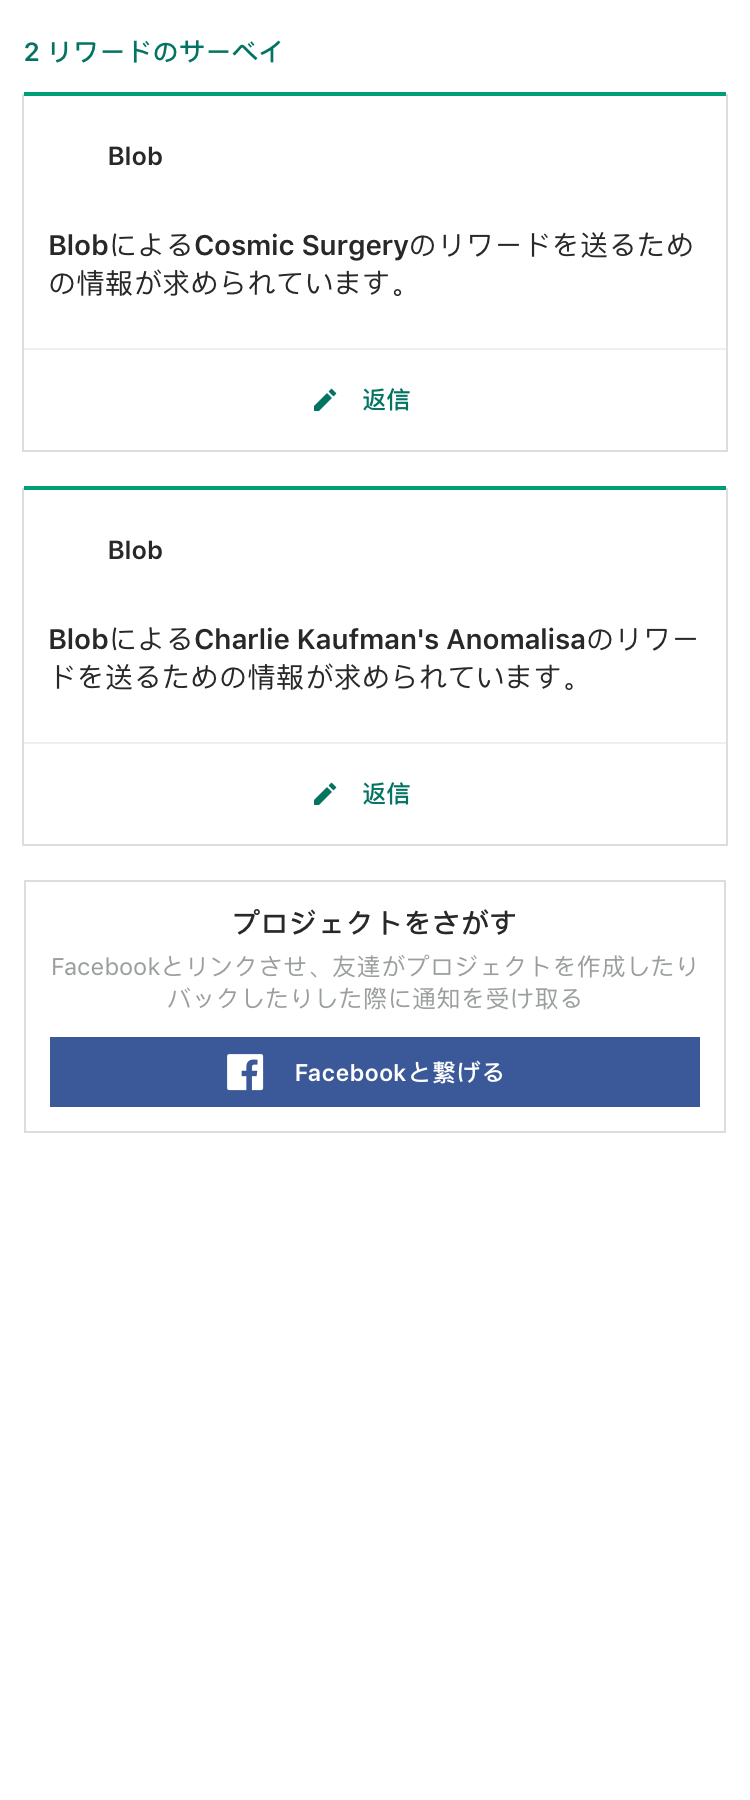 2 リワードのサーベイ
Blob
BlobによるCosmic Surgeryのリワードを送るため
の情報が求められています。
返信
Blob
BlobによるCharlie Kaufman's Anomalisaのリワー
ドを送るための情報が求められています。
返信
プロジェクトをさがす
Facebookとリンクさせ、友達がプロジェクトを作成したり
バックしたりした際に通知を受け取る
Facebookと繋げる